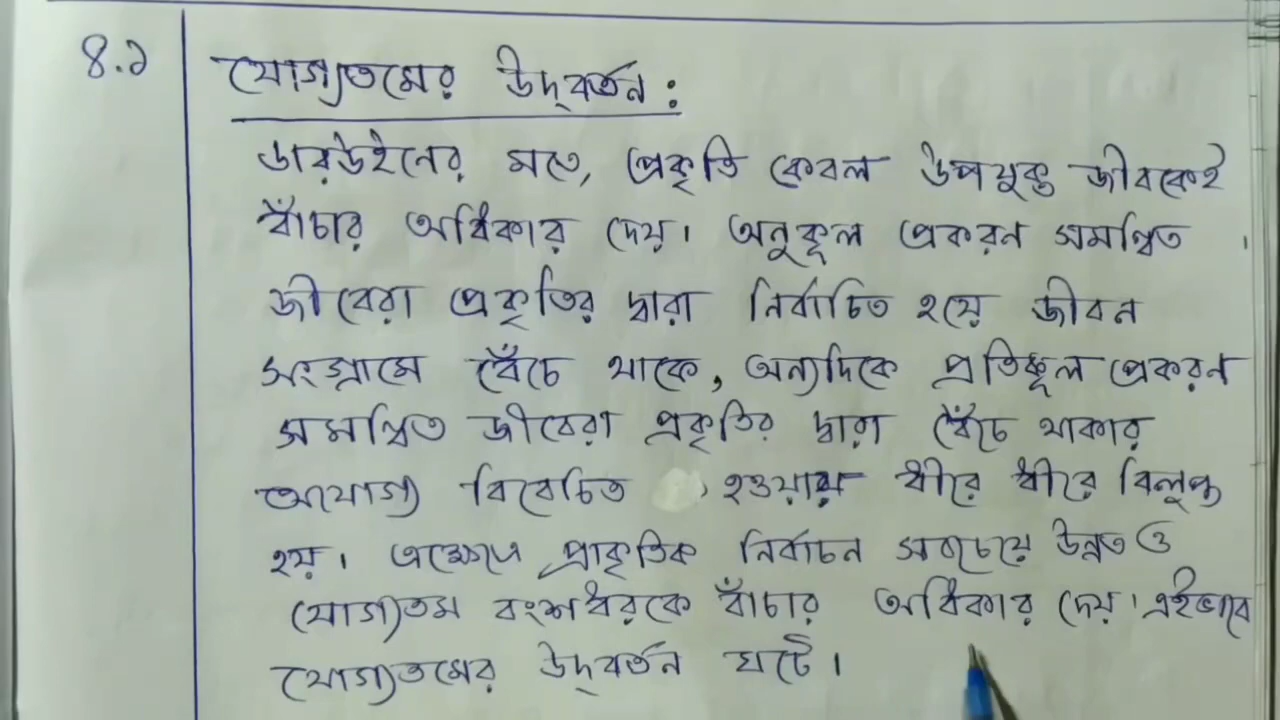 ৪.১ যোগ্যতমের উদ্‌বর্তন :
ডারউইনের মতে, প্রকৃতি কেবল উপযুক্ত জীবকেই
বাঁচার অধিকার দেয়। অনুকূল প্রকরন সমন্বিত
জীবেরা প্রকৃতির দ্বারা নির্বাচিত হয়ে জীবন
সংগ্রামে বেঁচে থাকে, অন্যদিকে প্রতিকূল প্রকরন
সমন্বিত জীবেরা প্রকৃতির দ্বারা বেঁচে থাকার
অযোগ্য বিবেচিত হওয়ায় ধীরে ধীরে বিলুপ্ত
হয়। এক্ষেত্রে প্রাকৃতিক নির্বাচন সবচেয়ে উন্নত ও
যোগ্যতম বংশধরকে বাঁচার অধিকার দেয়। এইভাবে
যোগ্যতমের উদ্‌বর্তন ঘটে।